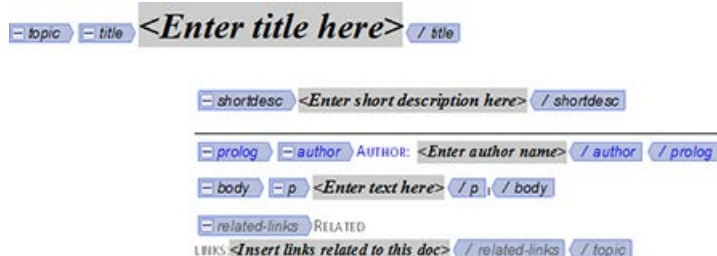 topic title <Enter title here> / title
shortdesc <Enter short description here> / shortdesc
prolog author AUTHOR: <Enter author name> / author / prolog
body p <Enter text here> / p / body
related-links RELATED
LINKS: <Insert links related to this doc> / related-links / topic